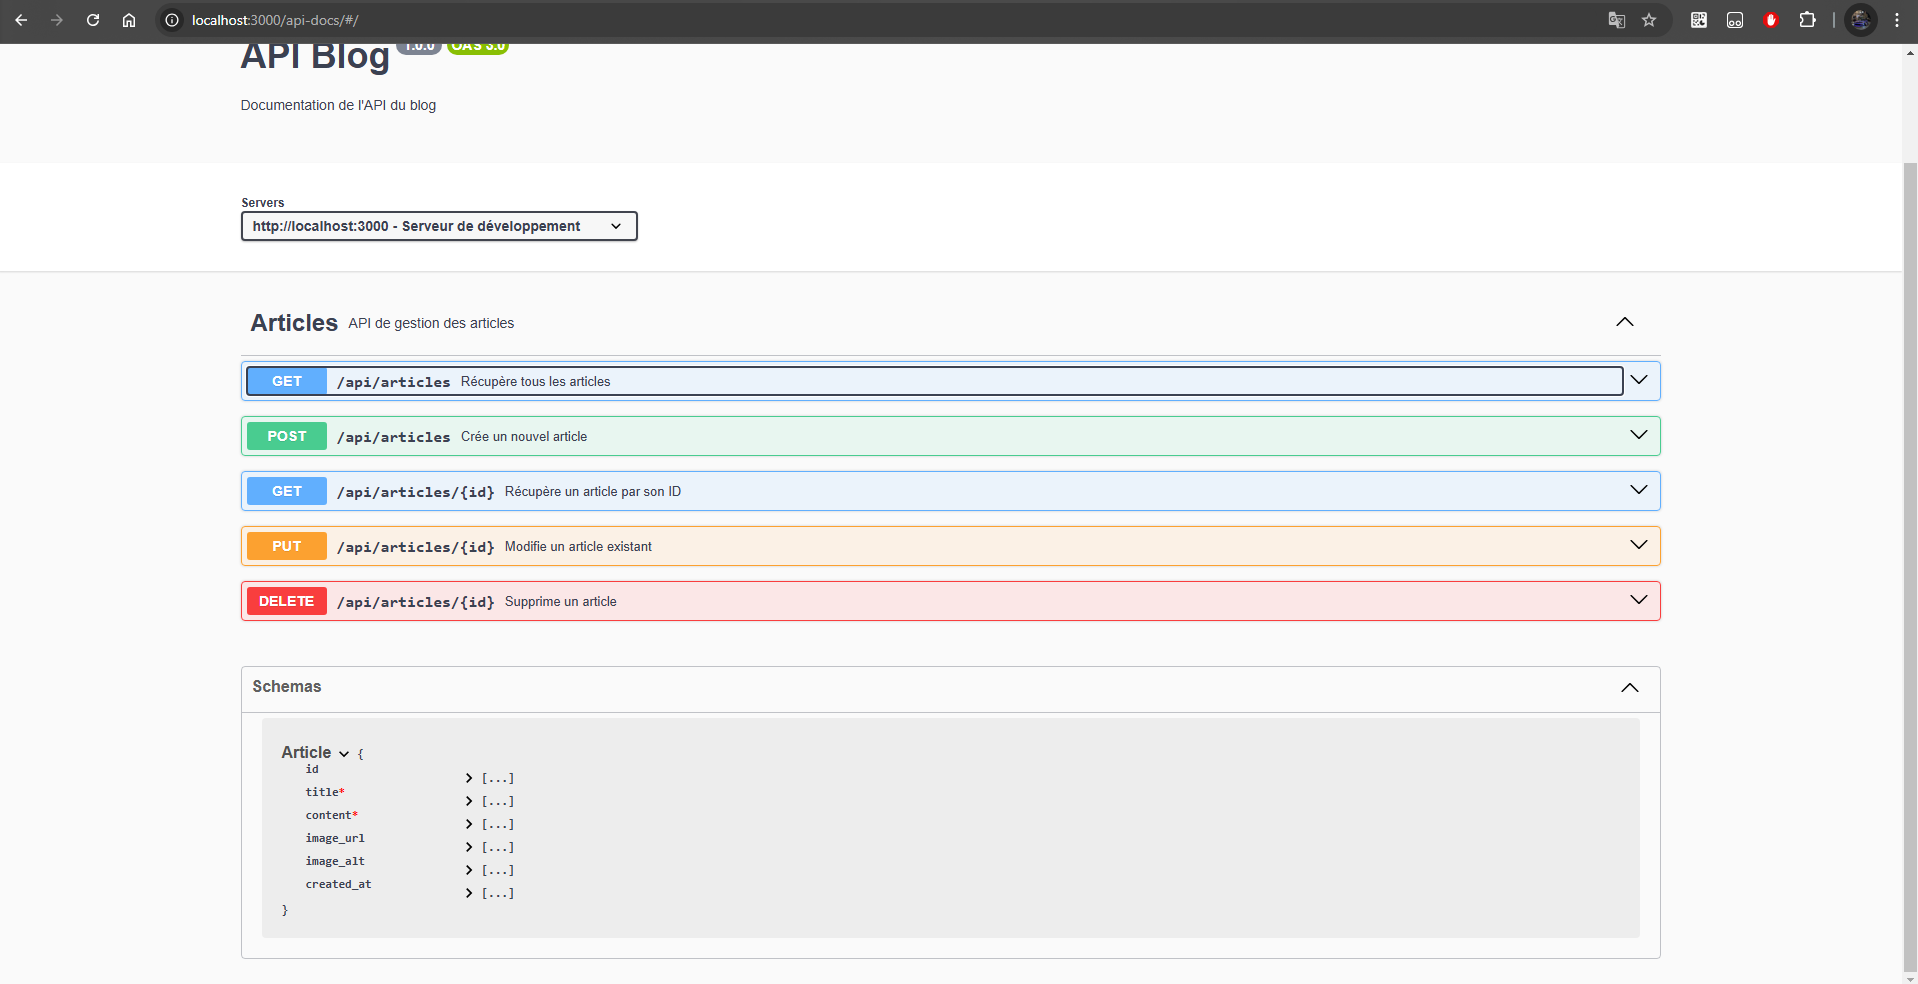 localhost:3000/api-docs/#/
API Blog 1.0.0 OAS 3.0
Documentation de l'API du blog
Servers
http://localhost:3000 - Serveur de développement
Articles API de gestion des articles
GET /api/articles Récupère tous les articles
POST /api/articles Crée un nouvel article
GET /api/articles/{id} Récupère un article par son ID
PUT /api/articles/{id} Modifie un article existant
DELETE /api/articles/{id} Supprime un article
Schemas
Article {
id [...]
title* [...]
content* [...]
image_url [...]
image_alt [...]
created_at [...]
}